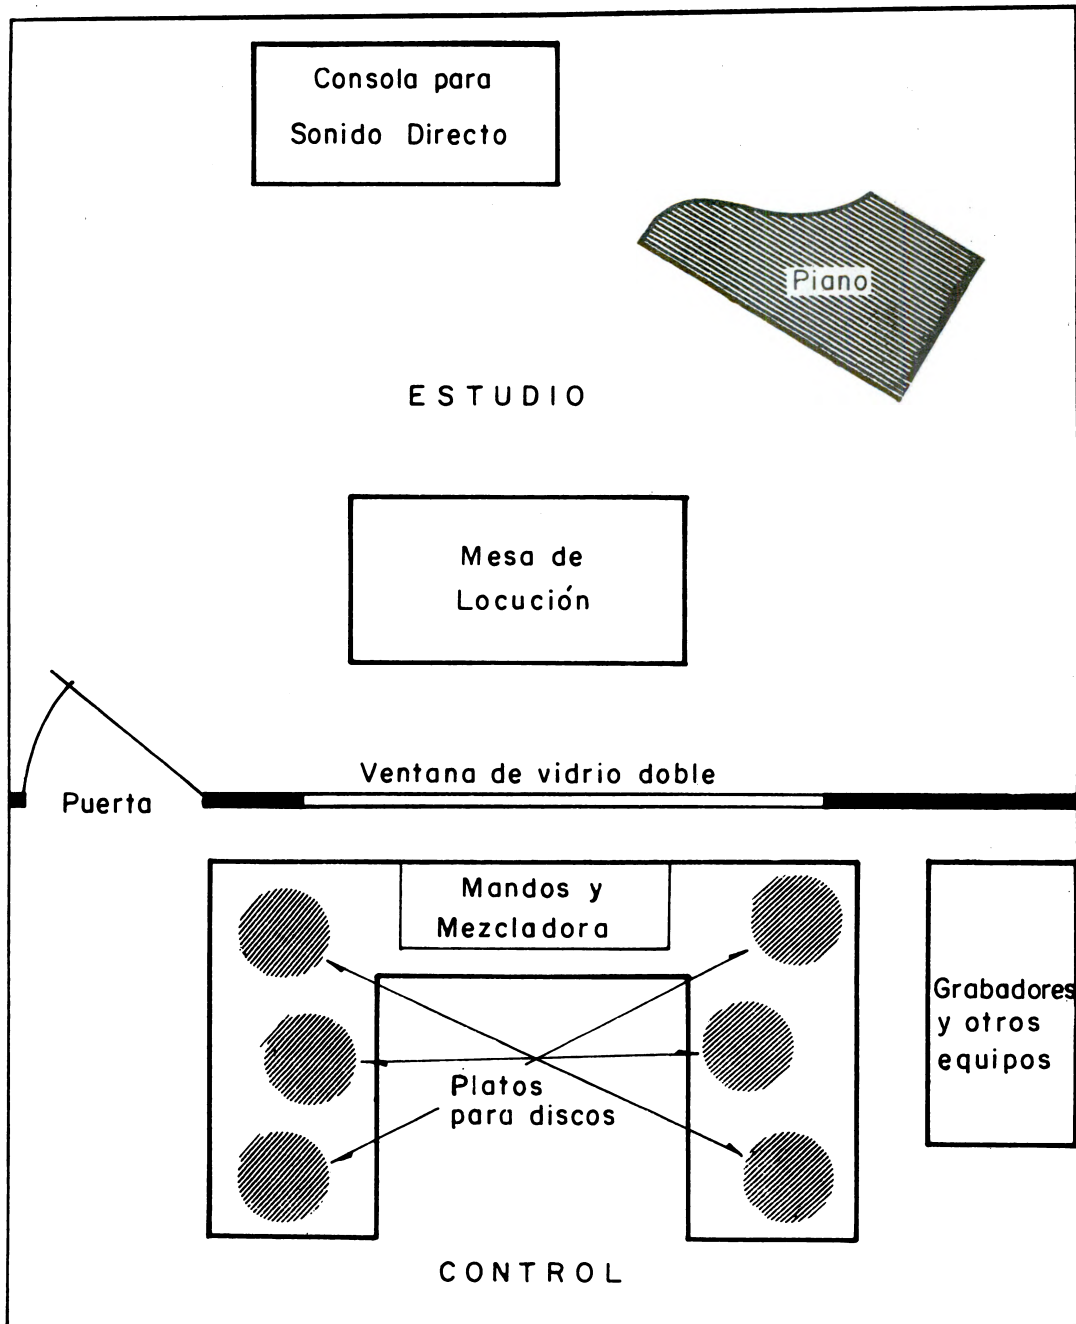 Consola para
Sonido Directo
Piano
ESTUDIO
Mesa de
Locución
Ventana de vidrio doble
Puerta
Mandos y
Mezcladora
Grabadores
y otros
equipos
Platos
para discos
CONTROL